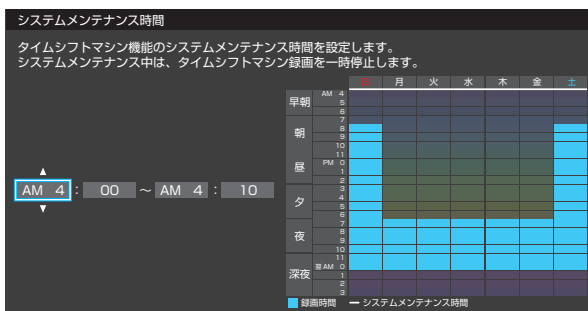 システムメンテナンス時間
タイムシフトマシン機能のシステムメンテナンス時間を設定します。
システムメンテナンス中は、タイムシフトマシン録画を一時停止します。
日 月 火 水 木 金 土
早朝 AM 4
5
6
朝 7
8
9
10
11
昼 PM 0
1
2
夕 3
4
5
6
夜 7
8
9
10
深夜 11
翌AM 0
1
2
3
AM 4 : 00 ～ AM 4 : 10
録画時間 システムメンテナンス時間